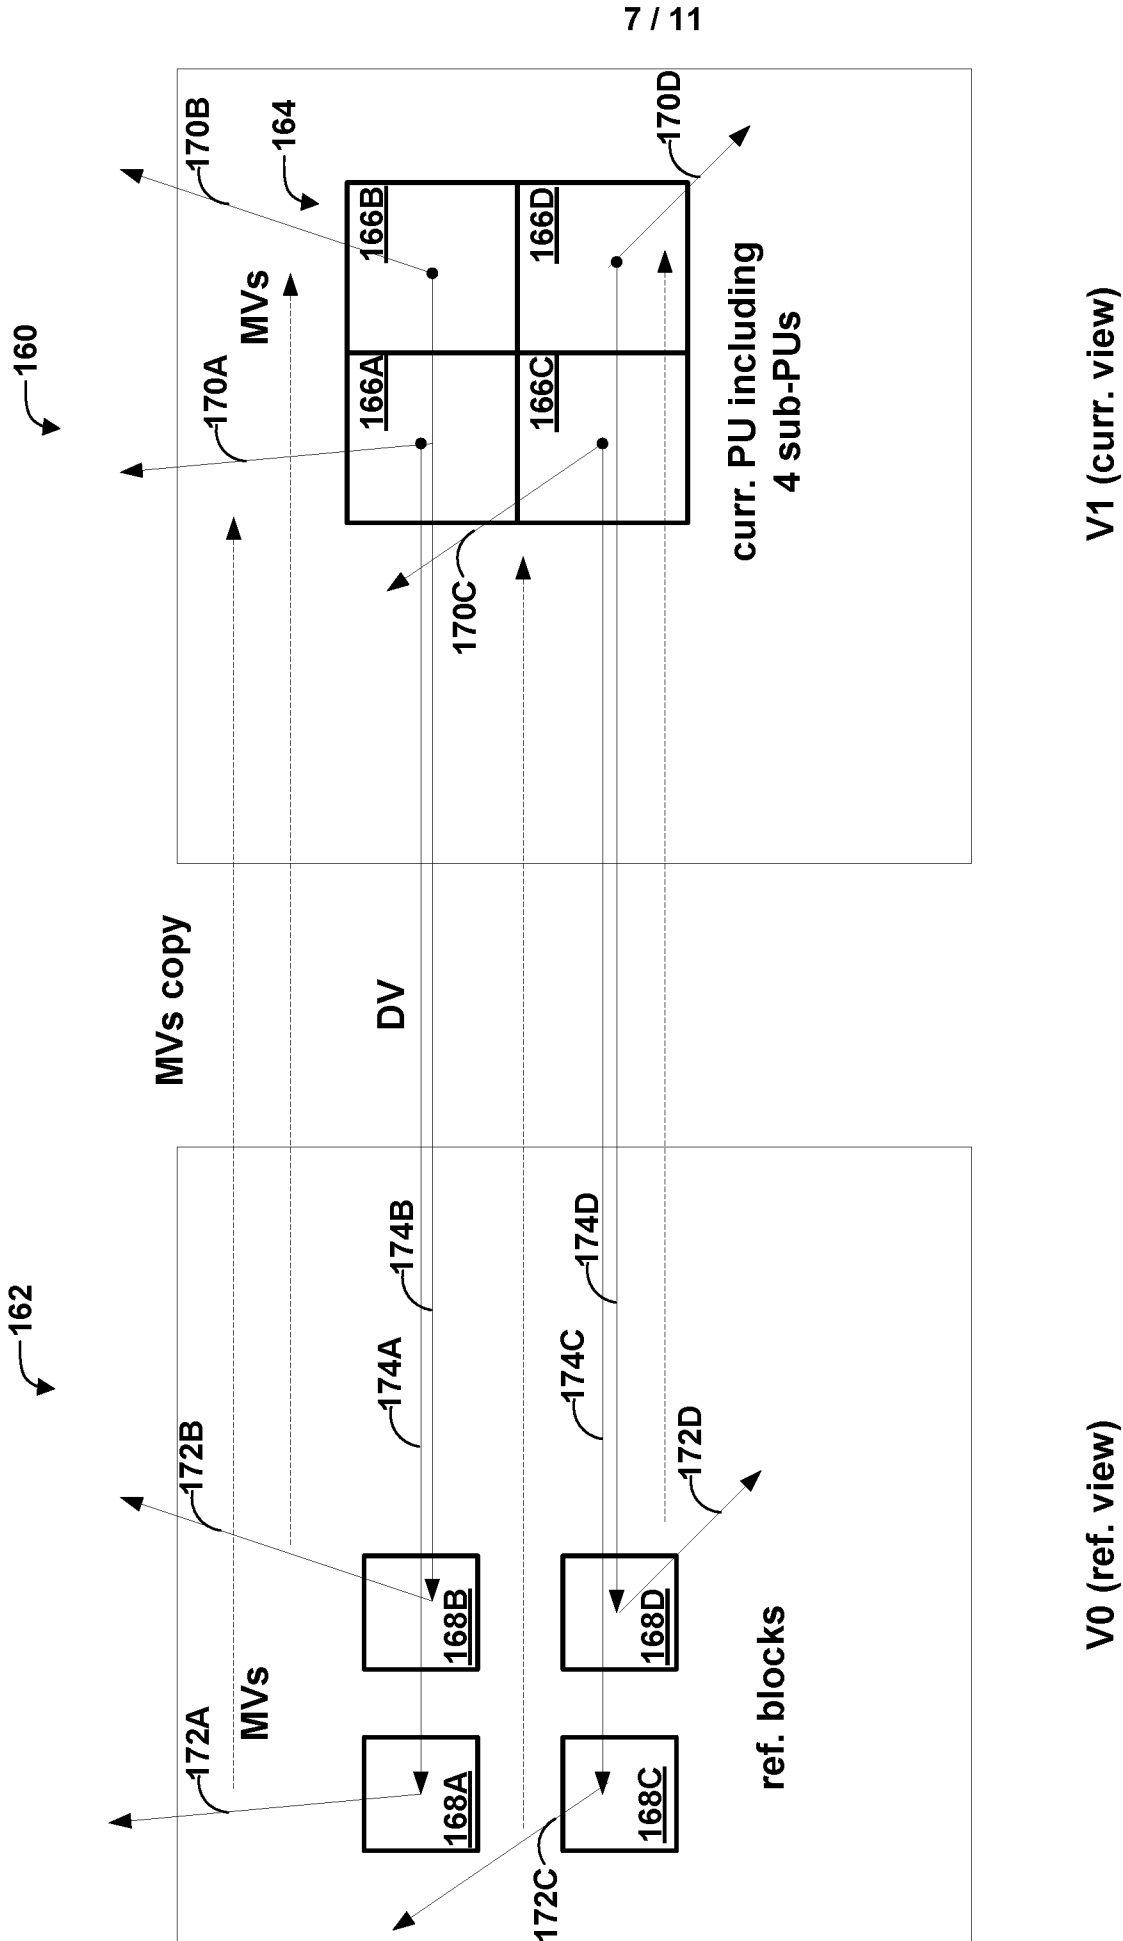 7 / 11
160
162
MVs copy
170A
170B
164
MVs
166A
166B
166C
166D
170C
170D
curr. PU including
4 sub-PUs
V1 (curr. view)
DV
174A
174B
174C
174D
172A
172B
MVs
168A
168B
168C
168D
172C
172D
ref. blocks
V0 (ref. view)